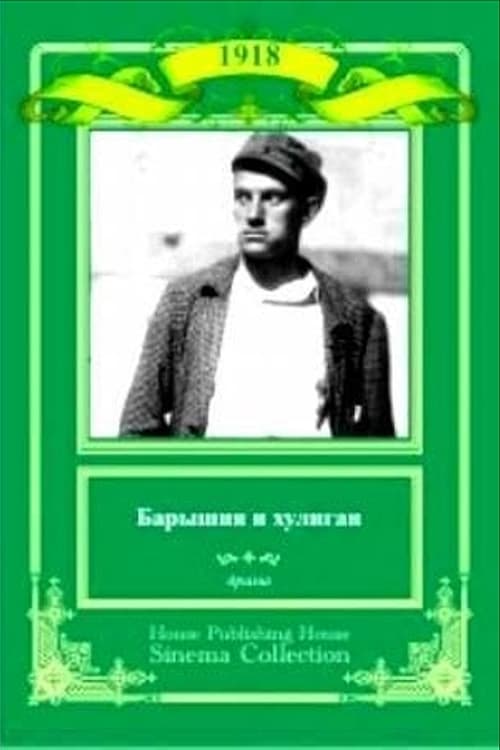 1918
Барышня и хулиган
драма
House Publishing House
Sinema Collection